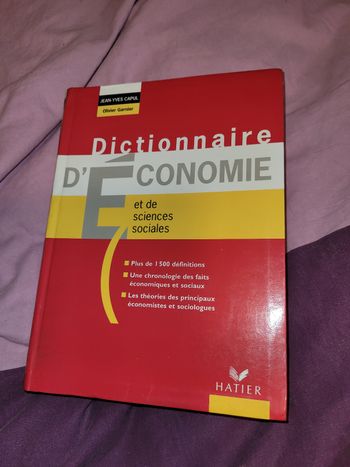 JEAN-YVES CAPUL
Olivier Garnier
Dictionnaire
D'ÉCONOMIE
et de
sciences
sociales
Plus de 1 500 définitions
Une chronologie des faits
économiques et sociaux
Les théories des principaux
économistes et sociologues
HATIER